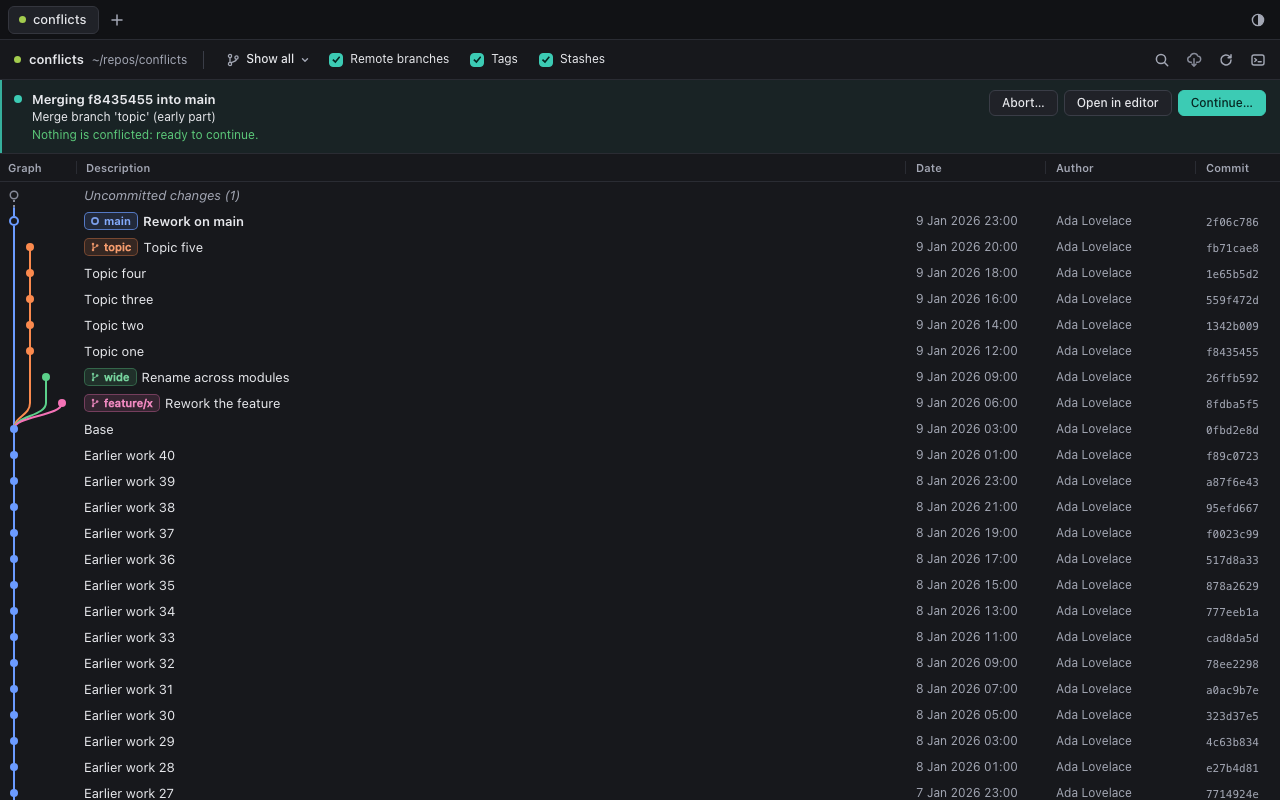 conflicts
conflicts ~/repos/conflicts Show all Remote branches Tags Stashes
Merging f8435455 into main
Merge branch 'topic' (early part)
Nothing is conflicted: ready to continue.
Abort... Open in editor Continue...
Graph Description Date Author Commit
Uncommitted changes (1)
main Rework on main 9 Jan 2026 23:00 Ada Lovelace 2f06c786
topic Topic five 9 Jan 2026 20:00 Ada Lovelace fb71cae8
Topic four 9 Jan 2026 18:00 Ada Lovelace 1e65b5d2
Topic three 9 Jan 2026 16:00 Ada Lovelace 559f472d
Topic two 9 Jan 2026 14:00 Ada Lovelace 1342b009
Topic one 9 Jan 2026 12:00 Ada Lovelace f8435455
wide Rename across modules 9 Jan 2026 09:00 Ada Lovelace 26ffb592
feature/x Rework the feature 9 Jan 2026 06:00 Ada Lovelace 8fdba5f5
Base 9 Jan 2026 03:00 Ada Lovelace 0fbd2e8d
Earlier work 40 9 Jan 2026 01:00 Ada Lovelace f89c0723
Earlier work 39 8 Jan 2026 23:00 Ada Lovelace a87f6e43
Earlier work 38 8 Jan 2026 21:00 Ada Lovelace 95efd667
Earlier work 37 8 Jan 2026 19:00 Ada Lovelace f0023c99
Earlier work 36 8 Jan 2026 17:00 Ada Lovelace 517d8a33
Earlier work 35 8 Jan 2026 15:00 Ada Lovelace 878a2629
Earlier work 34 8 Jan 2026 13:00 Ada Lovelace 777eeb1a
Earlier work 33 8 Jan 2026 11:00 Ada Lovelace cad8da5d
Earlier work 32 8 Jan 2026 09:00 Ada Lovelace 78ee2298
Earlier work 31 8 Jan 2026 07:00 Ada Lovelace a0ac9b7e
Earlier work 30 8 Jan 2026 05:00 Ada Lovelace 323d37e5
Earlier work 29 8 Jan 2026 03:00 Ada Lovelace 4c63b834
Earlier work 28 8 Jan 2026 01:00 Ada Lovelace e27b4d81
Earlier work 27 7 Jan 2026 23:00 Ada Lovelace 7714924e